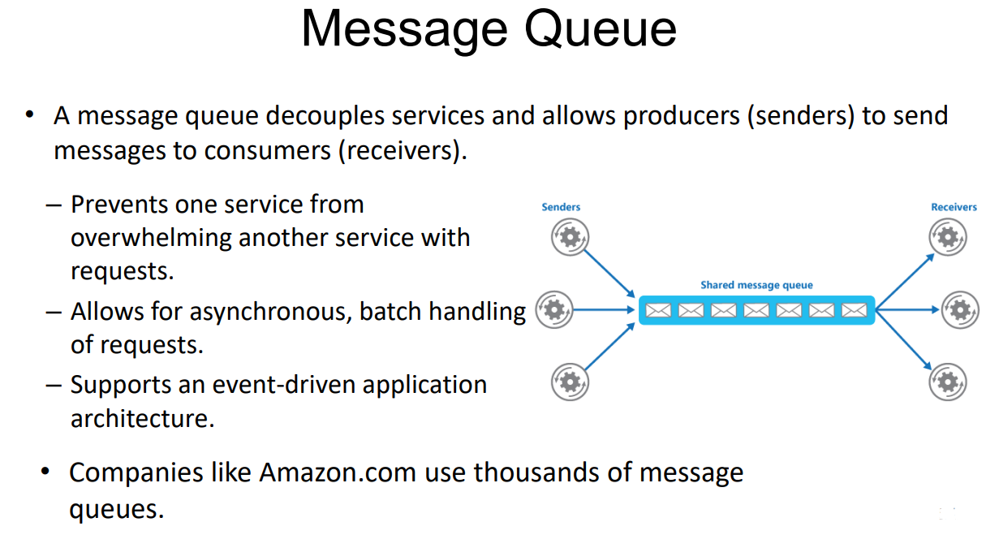 Message Queue
• A message queue decouples services and allows producers (senders) to send
messages to consumers (receivers).
– Prevents one service from
overwhelming another service with
requests.
– Allows for asynchronous, batch handling
of requests.
– Supports an event-driven application
architecture.
Senders
Receivers
Shared message queue
• Companies like Amazon.com use thousands of message
queues.